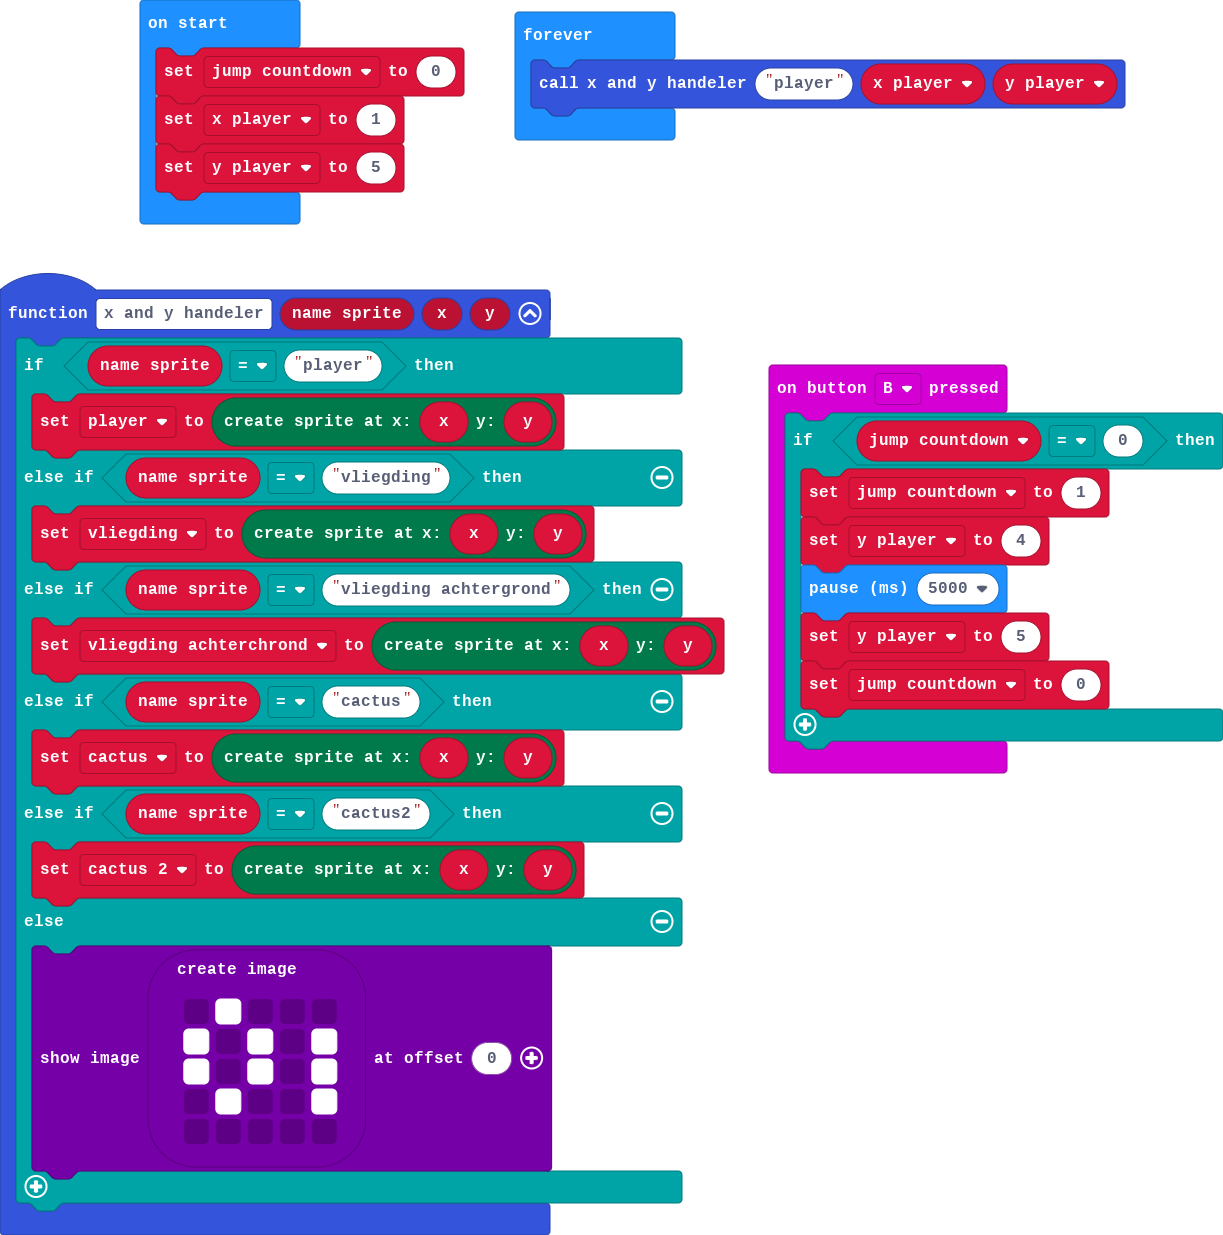 on start
set jump countdown to 0
set x player to 1
set y player to 5
forever
call x and y handeler "player" x player y player
function x and y handeler name sprite x y
if name sprite = "player" then
set player to create sprite at x: x y: y
else if name sprite = "vliegding" then
set vliegding to create sprite at x: x y: y
else if name sprite = "vliegding achtergrond" then
set vliegding achterchrond to create sprite at x: x y: y
else if name sprite = "cactus" then
set cactus to create sprite at x: x y: y
else if name sprite = "cactus2" then
set cactus 2 to create sprite at x: x y: y
else
create image
show image at offset 0
on button B pressed
if jump countdown = 0 then
set jump countdown to 1
set y player to 4
pause (ms) 5000
set y player to 5
set jump countdown to 0